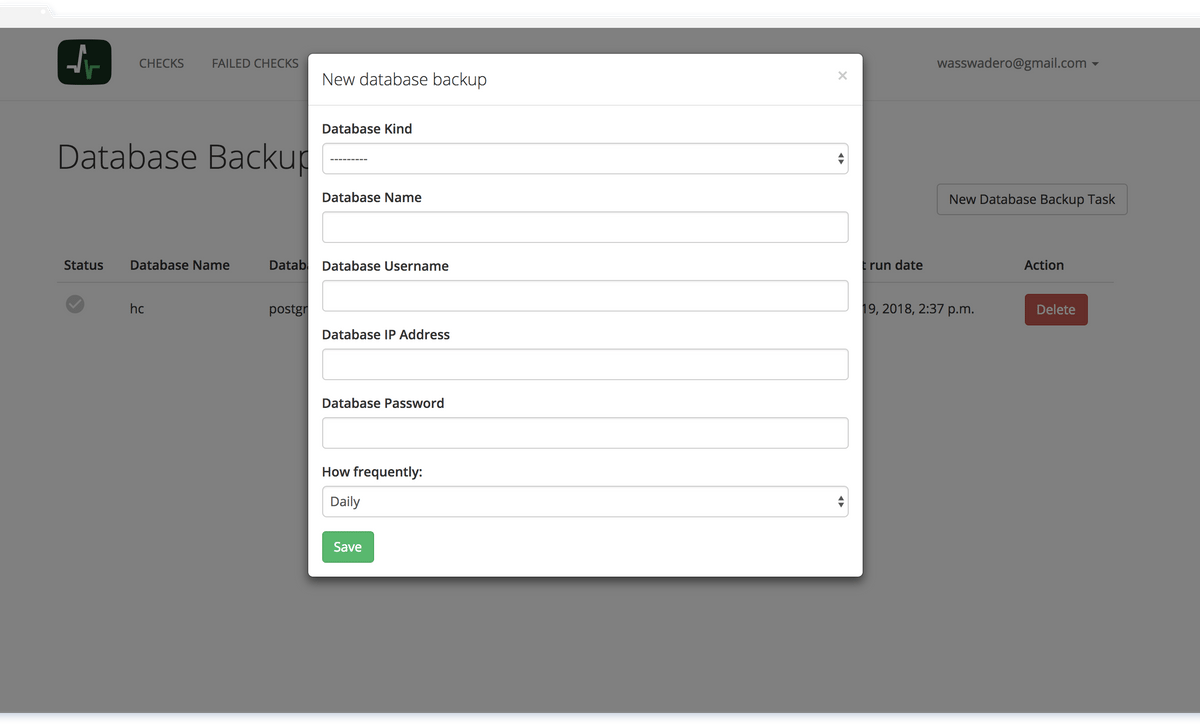 CHECKS FAILED CHECKS
wasswadero@gmail.com
New database backup
×
Database Kind
---------
Database Name
Database Username
Database IP Address
Database Password
How frequently:
Daily
Save
Database Backup
New Database Backup Task
Status Database Name Datab run date Action
hc postgr 19, 2018, 2:37 p.m. Delete